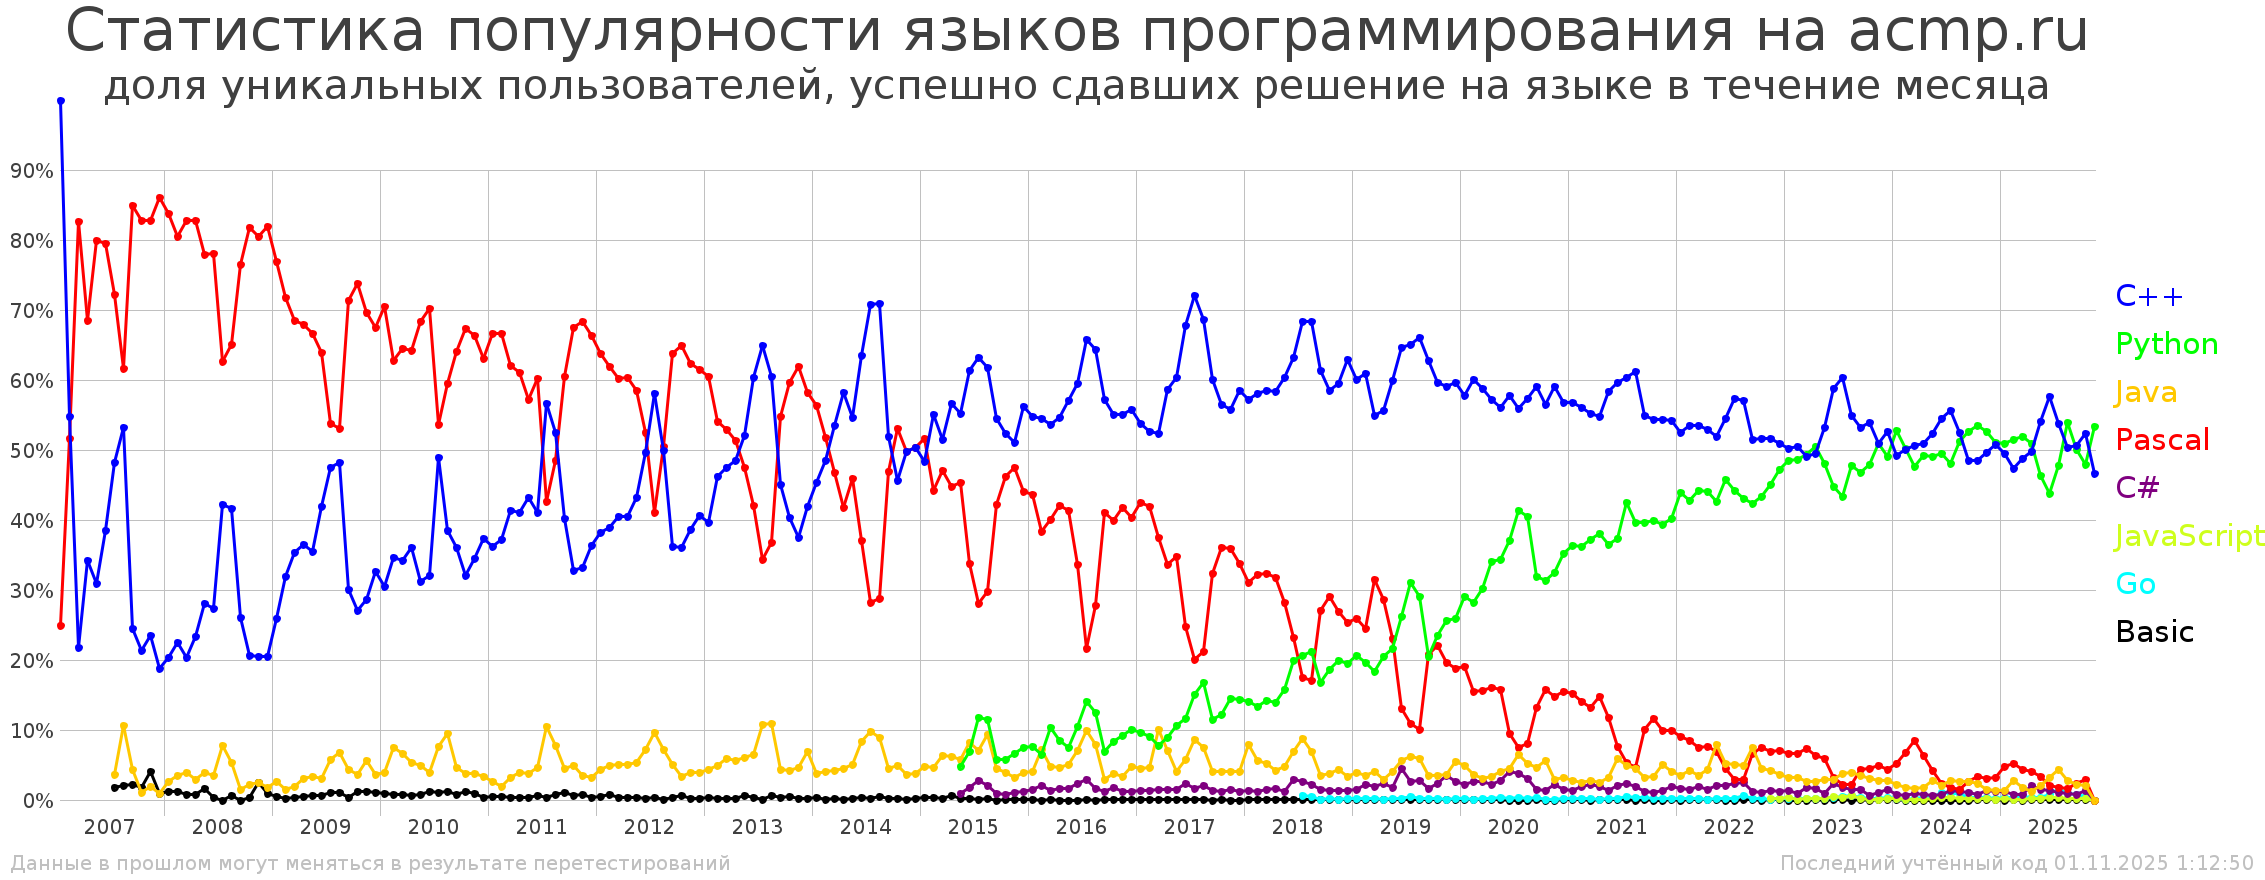 Статистика популярности языков программирования на acmp.ru
доля уникальных пользователей, успешно сдавших решение на языке в течение месяца
90%
80%
70%
60%
50%
40%
30%
20%
10%
0%
C++
Python
Java
Pascal
C#
JavaScript
Go
Basic
2007 2008 2009 2010 2011 2012 2013 2014 2015 2016 2017 2018 2019 2020 2021 2022 2023 2024 2025
Данные в прошлом могут меняться в результате перетестирований
Последний учтённый код 01.11.2025 1:12:50